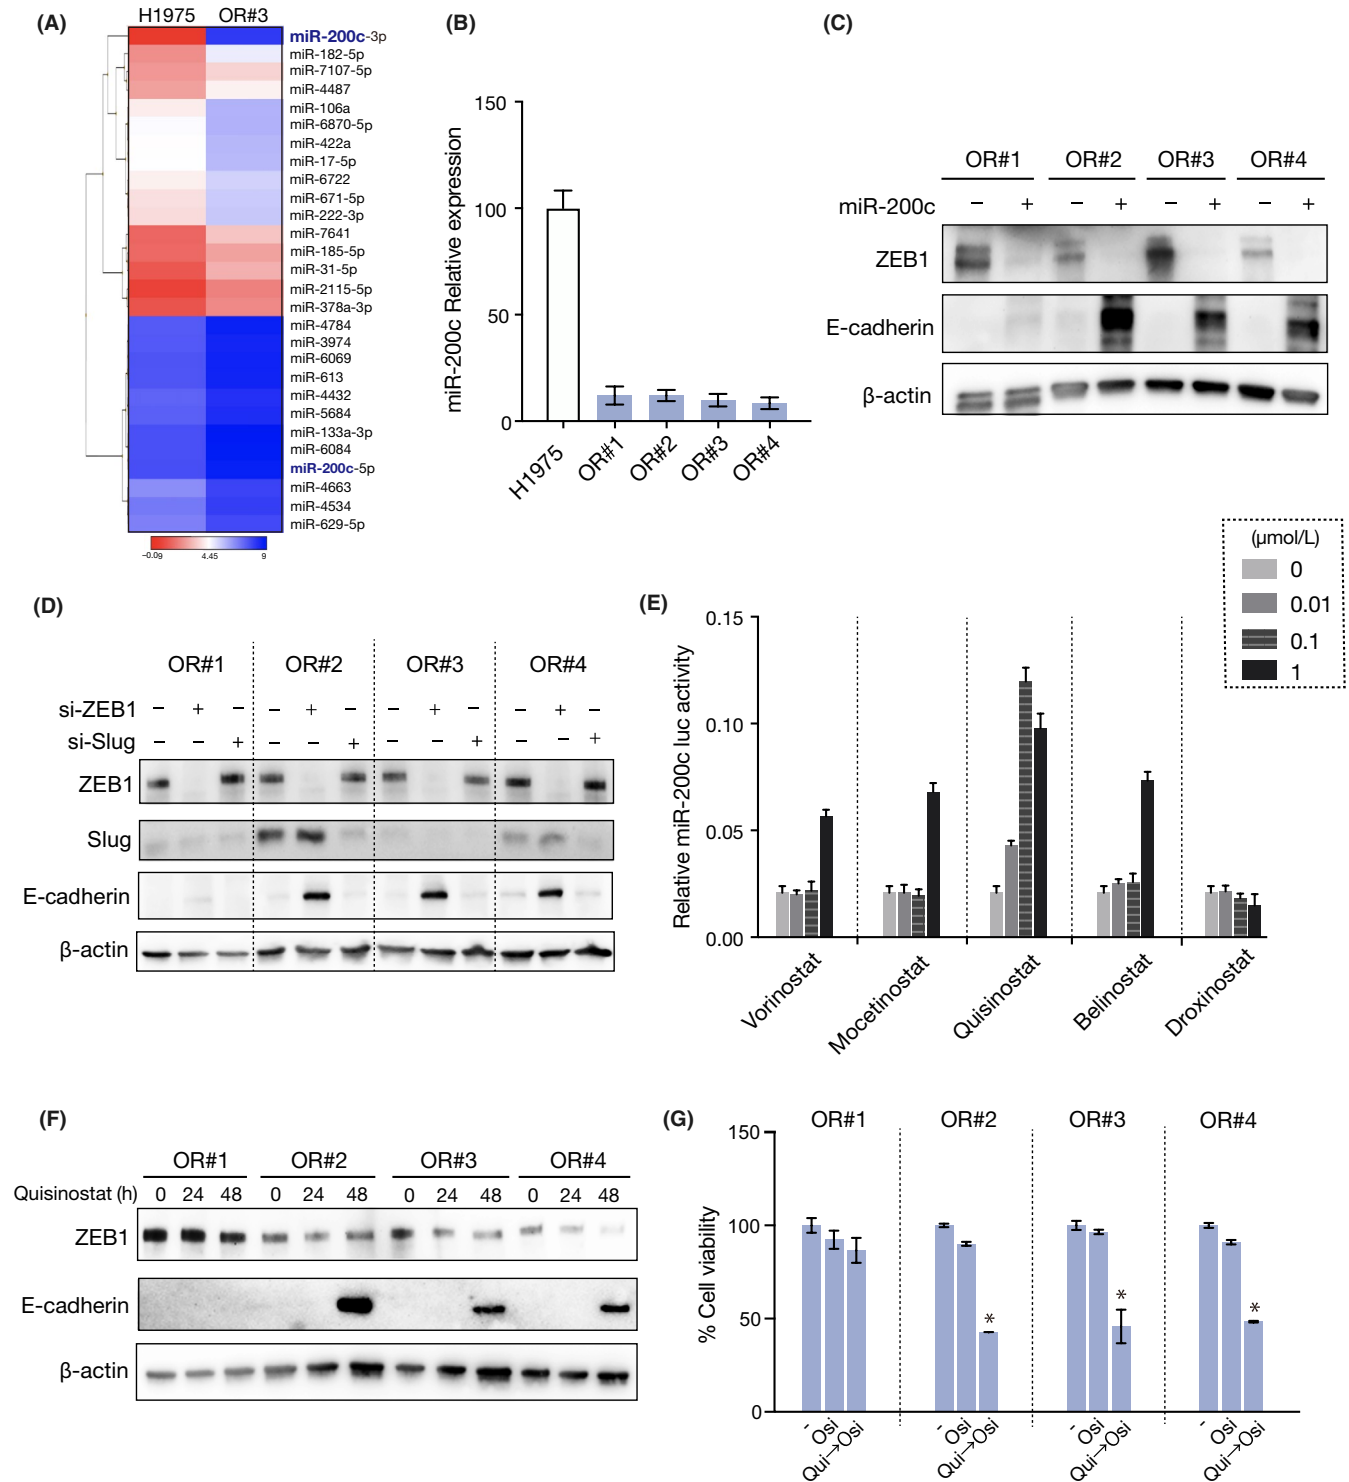 (A)
H1975 OR#3
miR-200c-3p
miR-182-5p
miR-7107-5p
miR-4487
miR-106a
miR-6870-5p
miR-422a
miR-17-5p
miR-6722
miR-671-5p
miR-222-3p
miR-7641
miR-185-5p
miR-31-5p
miR-2115-5p
miR-378a-3p
miR-4784
miR-3974
miR-6069
miR-613
miR-4432
miR-5684
miR-133a-3p
miR-6084
miR-200c-5p
miR-4663
miR-4534
miR-629-5p
−0.09 4.45 9
(B)
miR-200c Relative expression
150
100
50
0
H1975 OR#1 OR#2 OR#3 OR#4
(C)
OR#1 OR#2 OR#3 OR#4
miR-200c − + − + − + − +
ZEB1
E-cadherin
β-actin
(D)
OR#1 OR#2 OR#3 OR#4
si-ZEB1 − + − − + − − + − − + −
si-Slug − − + − − + − − + − − +
ZEB1
Slug
E-cadherin
β-actin
(E)
(µmol/L)
0
0.01
0.1
1
Relative miR-200c luc activity
0.15
0.10
0.05
0.00
Vorinostat Mocetinostat Quisinostat Belinostat Droxinostat
(F)
OR#1 OR#2 OR#3 OR#4
Quisinostat (h) 0 24 48 0 24 48 0 24 48 0 24 48
ZEB1
E-cadherin
β-actin
(G)
OR#1 OR#2 OR#3 OR#4
% Cell viability
150
100
50
0
* * *
- Osi Qui→Osi - Osi Qui→Osi - Osi Qui→Osi - Osi Qui→Osi